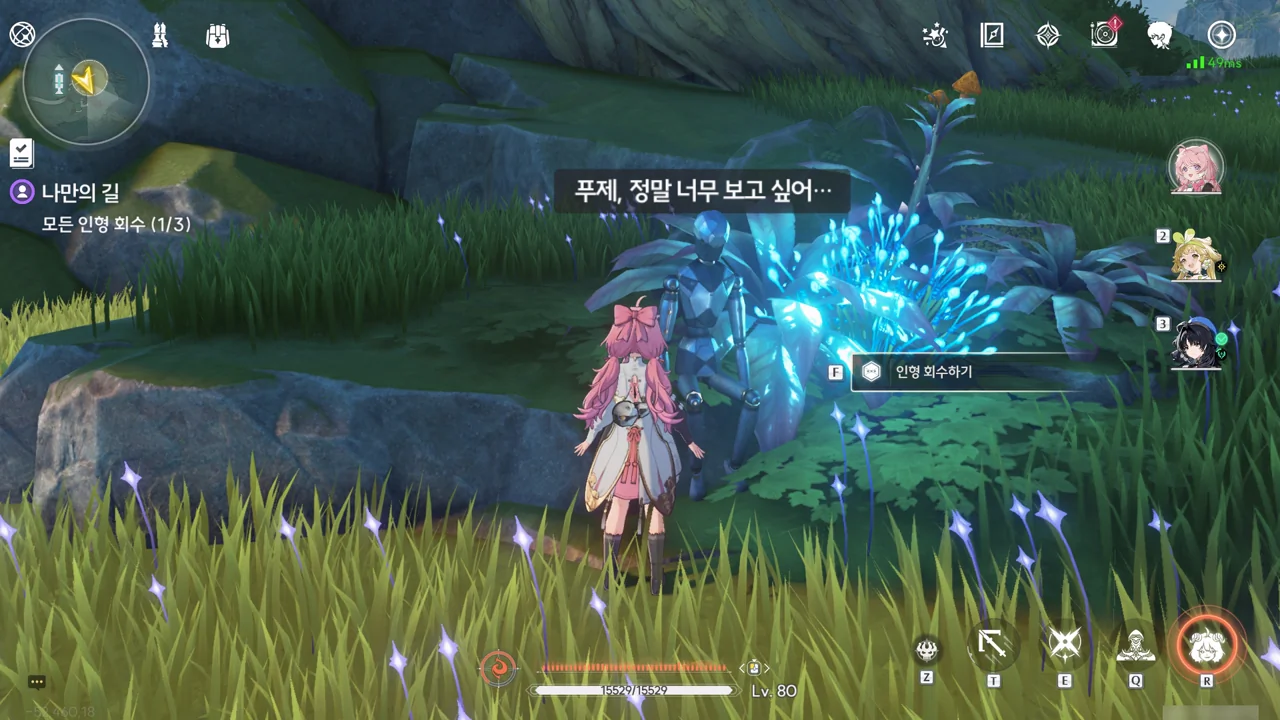 49ms
나만의 길
모든 인형 회수 (1/3)
푸제, 정말 너무 보고 싶어…
2
3
F
인형 회수하기
Z
T
E
Q
R
15529/15529
Lv. 80